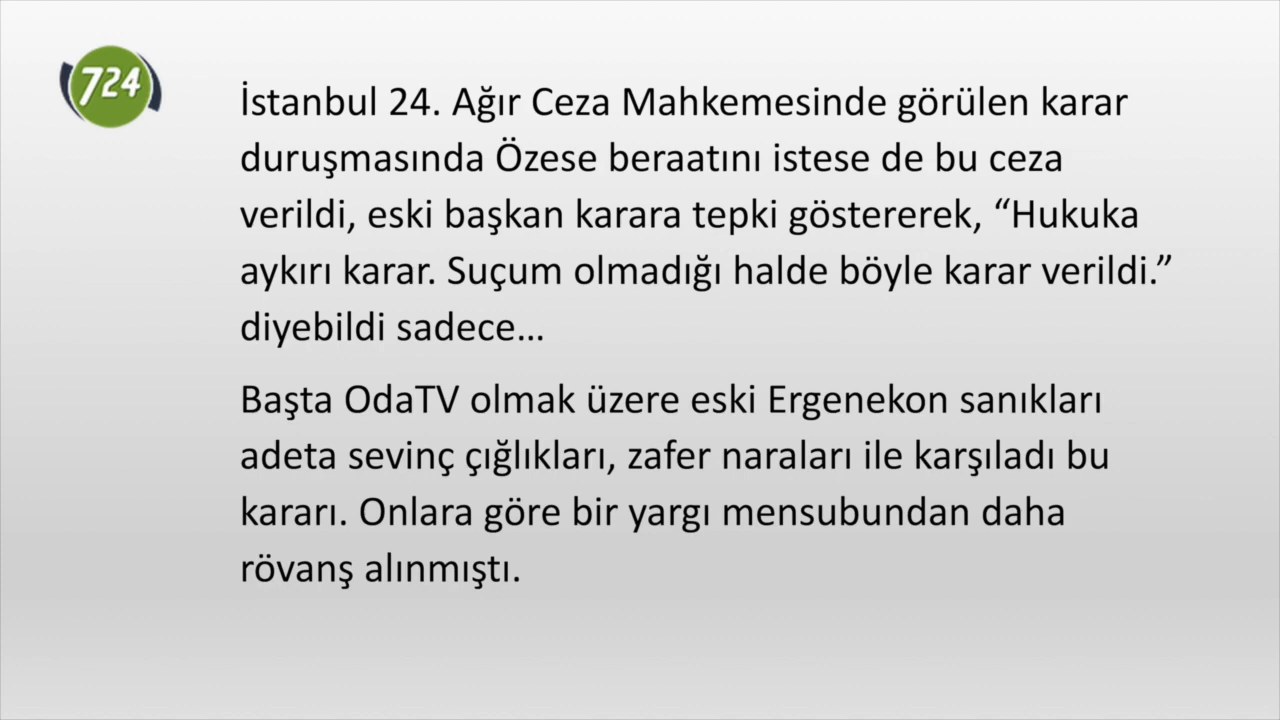 724
İstanbul 24. Ağır Ceza Mahkemesinde görülen karar
duruşmasında Özese beraatını istese de bu ceza
verildi, eski başkan karara tepki göstererek, “Hukuka
aykırı karar. Suçum olmadığı halde böyle karar verildi.”
diyebildi sadece…
Başta OdaTV olmak üzere eski Ergenekon sanıkları
adeta sevinç çığlıkları, zafer naraları ile karşıladı bu
kararı. Onlara göre bir yargı mensubundan daha
rövanş alınmıştı.